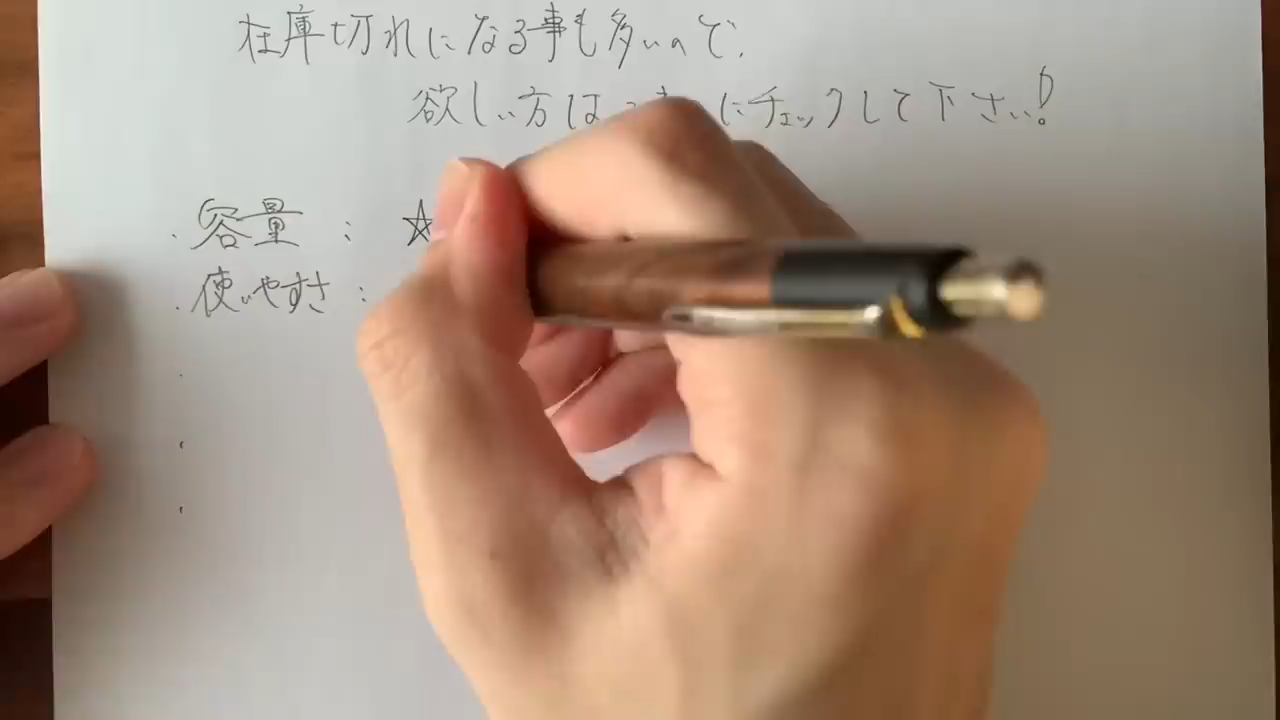 在庫切れになる事も多いので、
欲しい方は にチェックして下さい!
・容量 : ☆
・使いやすさ :
・
・
・